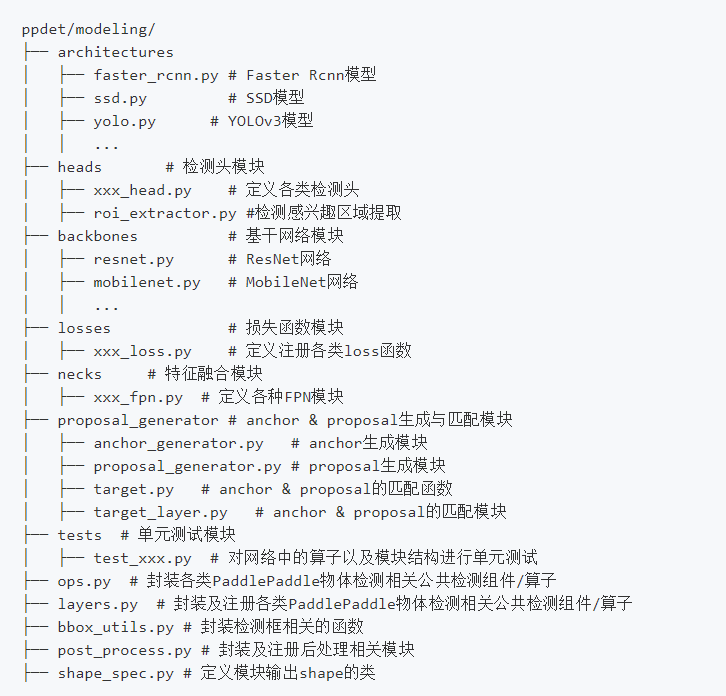 ppdet/modeling/
├── architectures
│   ├── faster_rcnn.py # Faster Rcnn模型
│   ├── ssd.py         # SSD模型
│   ├── yolo.py      # YOLOv3模型
│   │   ...
├── heads       # 检测头模块
│   ├── xxx_head.py    # 定义各类检测头
│   ├── roi_extractor.py #检测感兴趣区域提取
├── backbones          # 基干网络模块
│   ├── resnet.py      # ResNet网络
│   ├── mobilenet.py   # MobileNet网络
│   │   ...
├── losses             # 损失函数模块
│   ├── xxx_loss.py    # 定义注册各类loss函数
├── necks     # 特征融合模块
│   ├── xxx_fpn.py  # 定义各种FPN模块
├── proposal_generator # anchor & proposal生成与匹配模块
│   ├── anchor_generator.py   # anchor生成模块
│   ├── proposal_generator.py # proposal生成模块
│   ├── target.py   # anchor & proposal的匹配函数
│   ├── target_layer.py   # anchor & proposal的匹配模块
├── tests  # 单元测试模块
│   ├── test_xxx.py  # 对网络中的算子以及模块结构进行单元测试
├── ops.py  # 封装各类PaddlePaddle物体检测相关公共检测组件/算子
├── layers.py  # 封装及注册各类PaddlePaddle物体检测相关公共检测组件/算子
├── bbox_utils.py # 封装检测框相关的函数
├── post_process.py # 封装及注册后处理相关模块
├── shape_spec.py # 定义模块输出shape的类